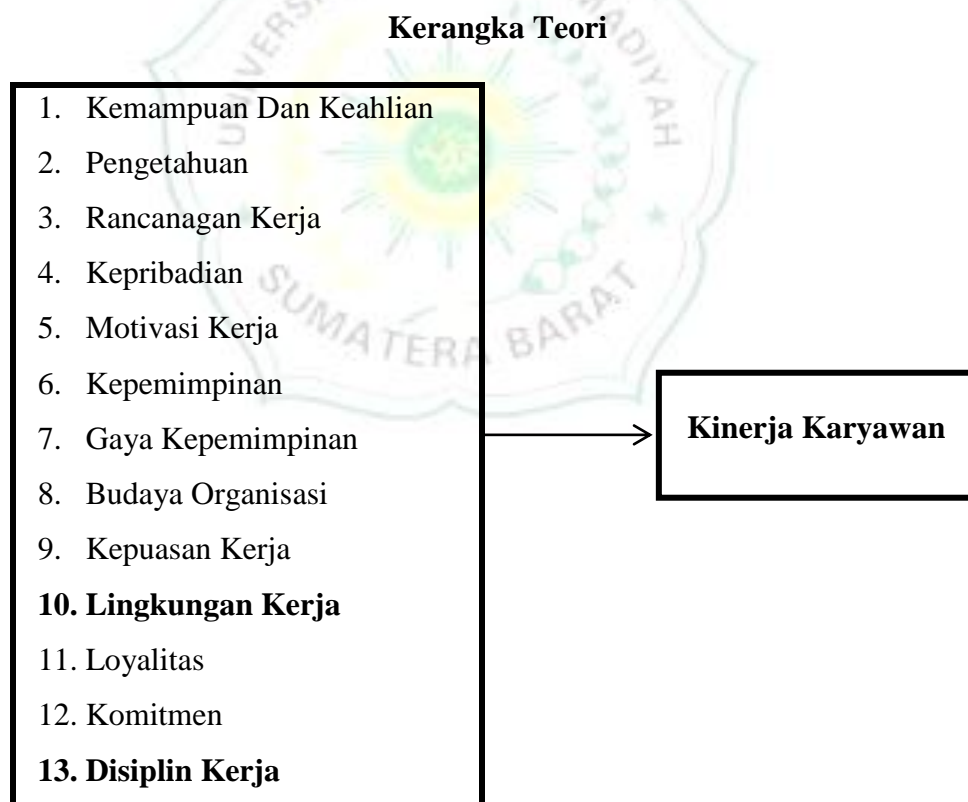 Kerangka Teori
1. Kemampuan Dan Keahlian
2. Pengetahuan
3. Rancanagan Kerja
4. Kepribadian
5. Motivasi Kerja
6. Kepemimpinan
7. Gaya Kepemimpinan
8. Budaya Organisasi
9. Kepuasan Kerja
10. Lingkungan Kerja
11. Loyalitas
12. Komitmen
13. Disiplin Kerja
Kinerja Karyawan
SUMATERA BARAT